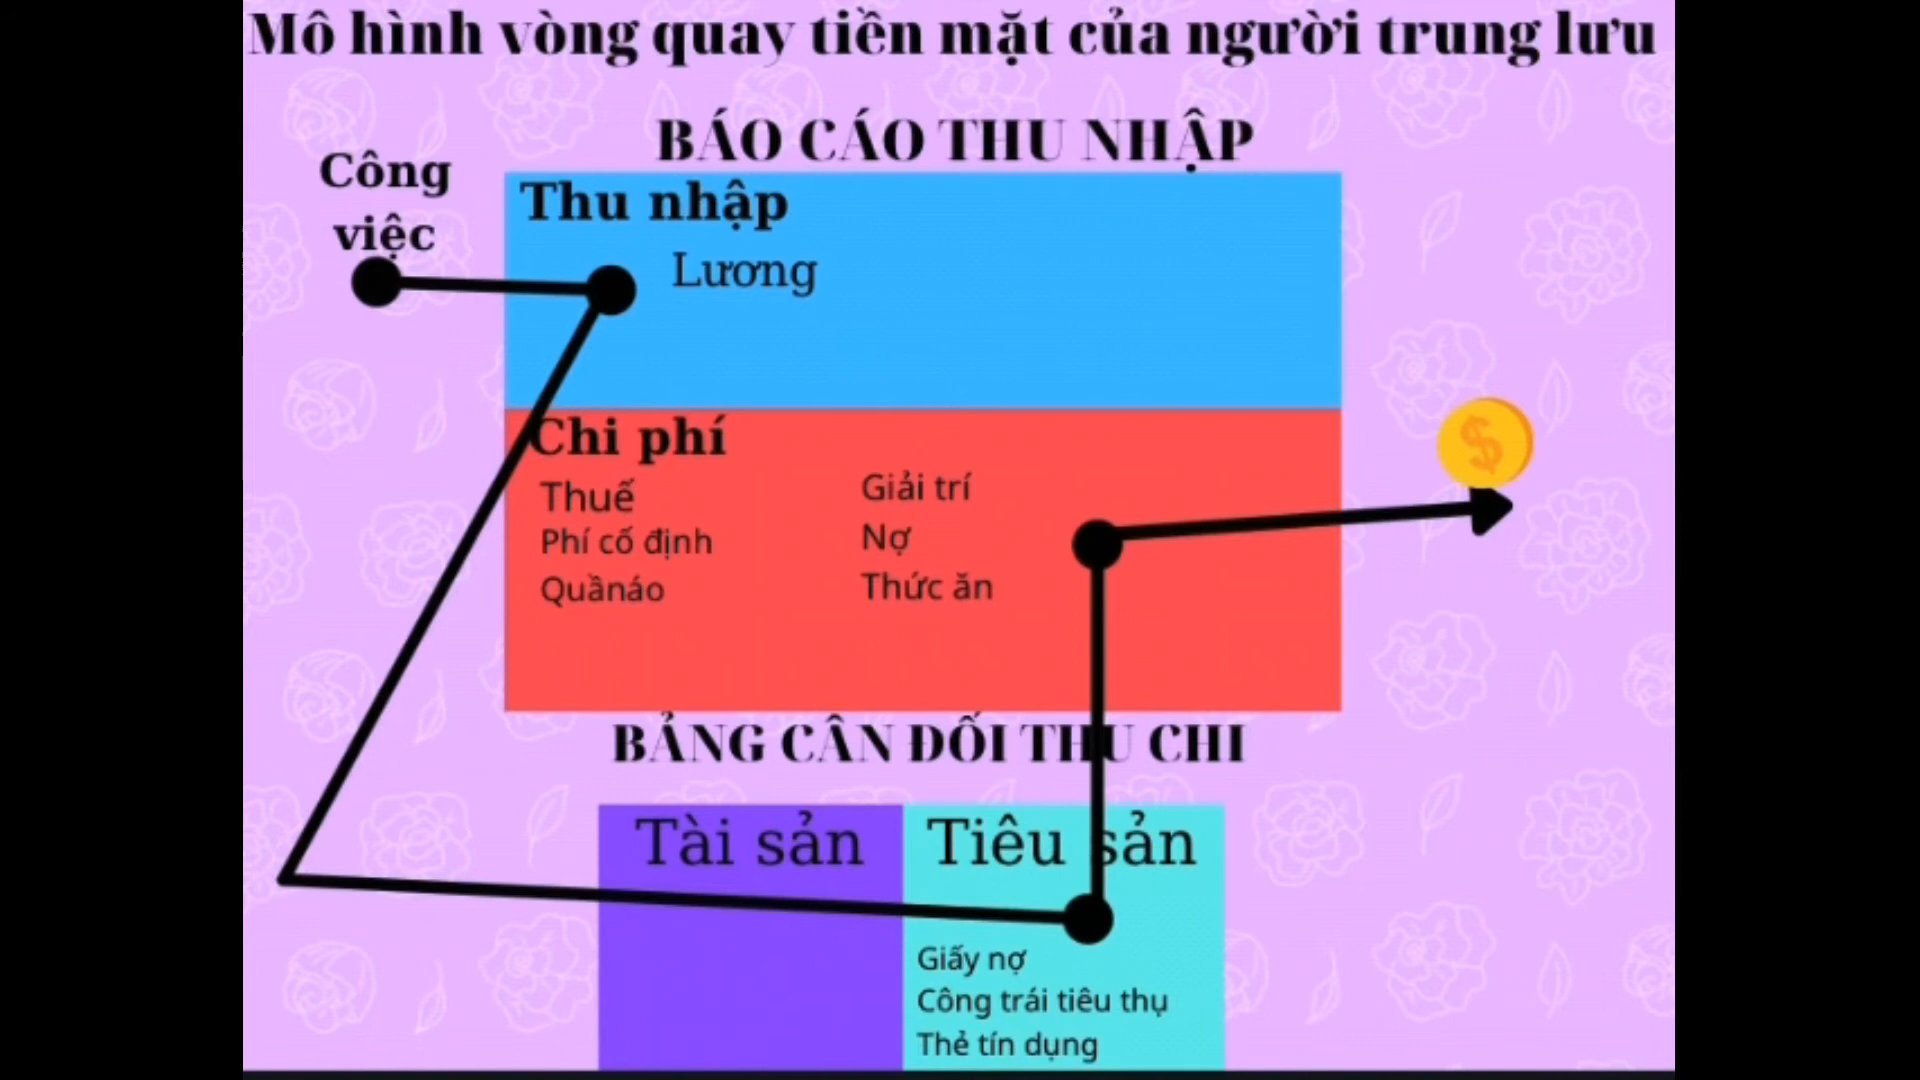 Mô hình vòng quay tiền mặt của người trung lưu
BÁO CÁO THU NHẬP
Công
việc
Thu nhập
Lương
Chi phí
Thuế
Phí cố định
Quầnáo
Giải trí
Nợ
Thức ăn
$
BẢNG CÂN ĐỐI THU CHI
Tài sản
Tiêu sản
Giấy nợ
Công trái tiêu thụ
Thẻ tín dụng